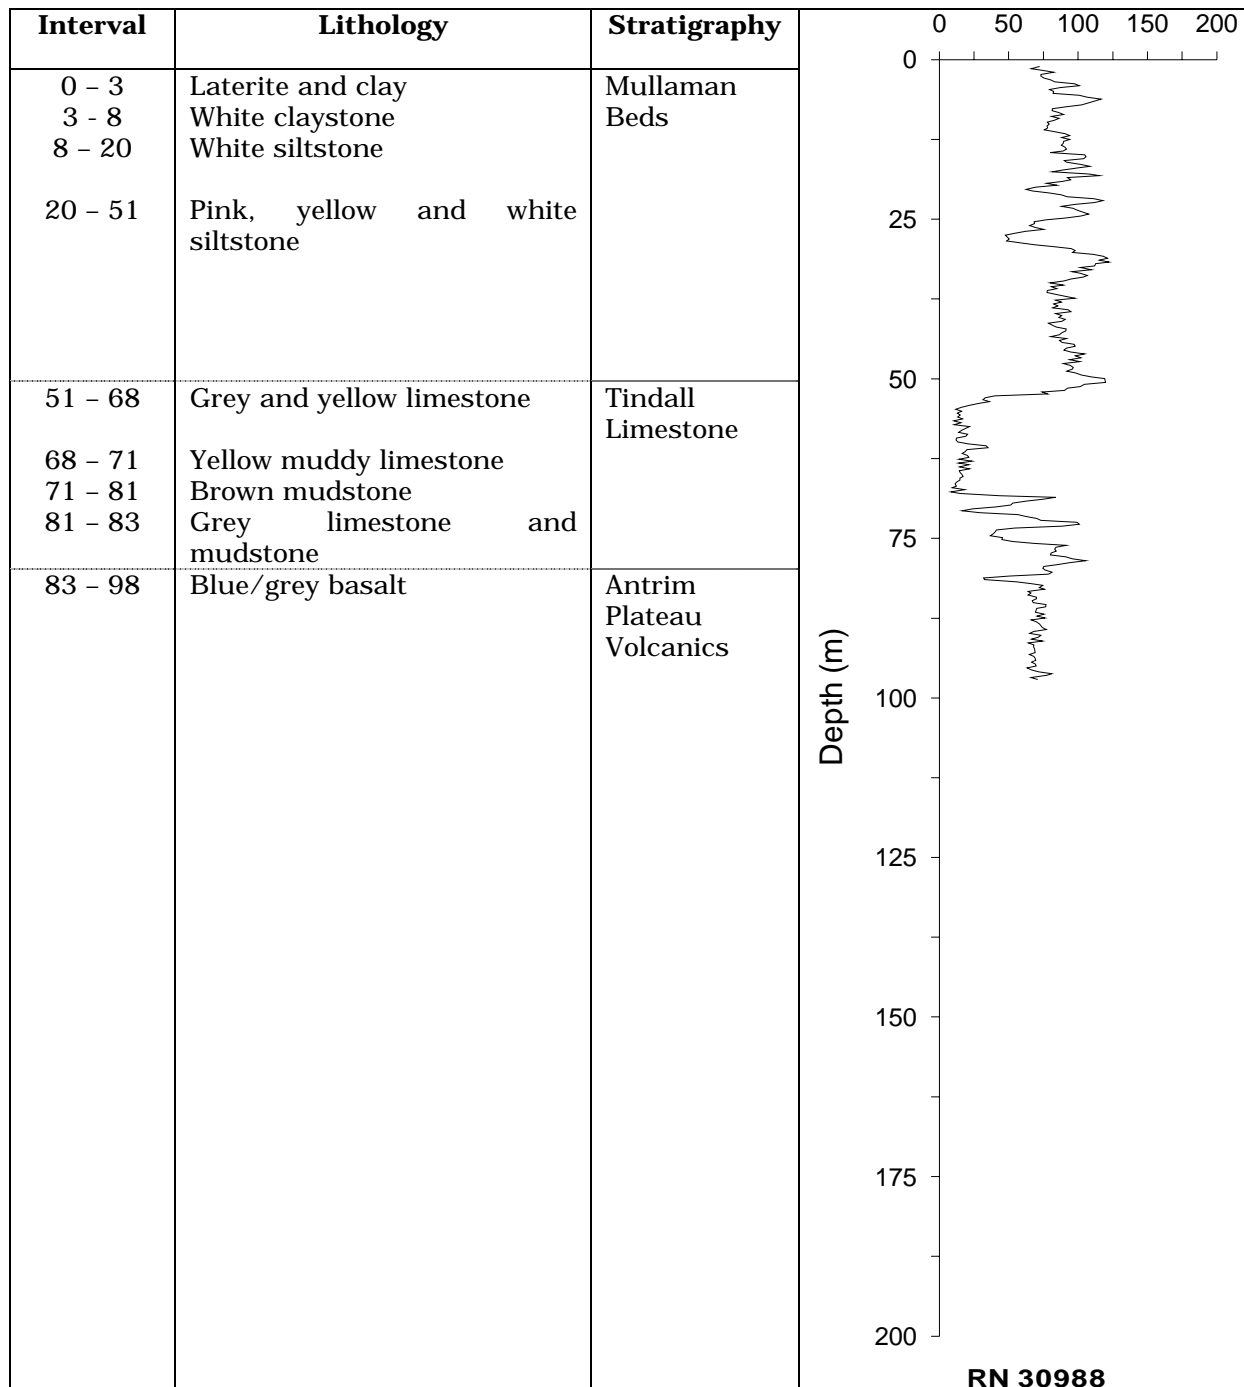 Interval Lithology Stratigraphy
0 – 3 Laterite and clay Mullaman
3 - 8 White claystone Beds
8 – 20 White siltstone
20 – 51 Pink, yellow and white
siltstone
51 – 68 Grey and yellow limestone Tindall
Limestone
68 – 71 Yellow muddy limestone
71 – 81 Brown mudstone
81 – 83 Grey limestone and
mudstone
83 – 98 Blue/grey basalt Antrim
Plateau
Volcanics
0 50 100 150 200
0
25
50
75
100
125
150
175
200
Depth (m)
RN 30988